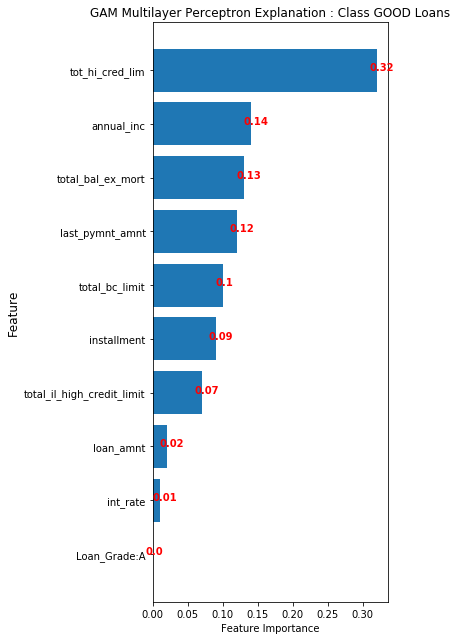 GAM Multilayer Perceptron Explanation : Class GOOD Loans
tot_hi_cred_lim 0.32
annual_inc 0.14
total_bal_ex_mort 0.13
last_pymnt_amnt 0.12
total_bc_limit 0.1
installment 0.09
total_il_high_credit_limit 0.07
loan_amnt 0.02
int_rate 0.01
Loan_Grade:A 0.0
Feature
0.00 0.05 0.10 0.15 0.20 0.25 0.30
Feature Importance